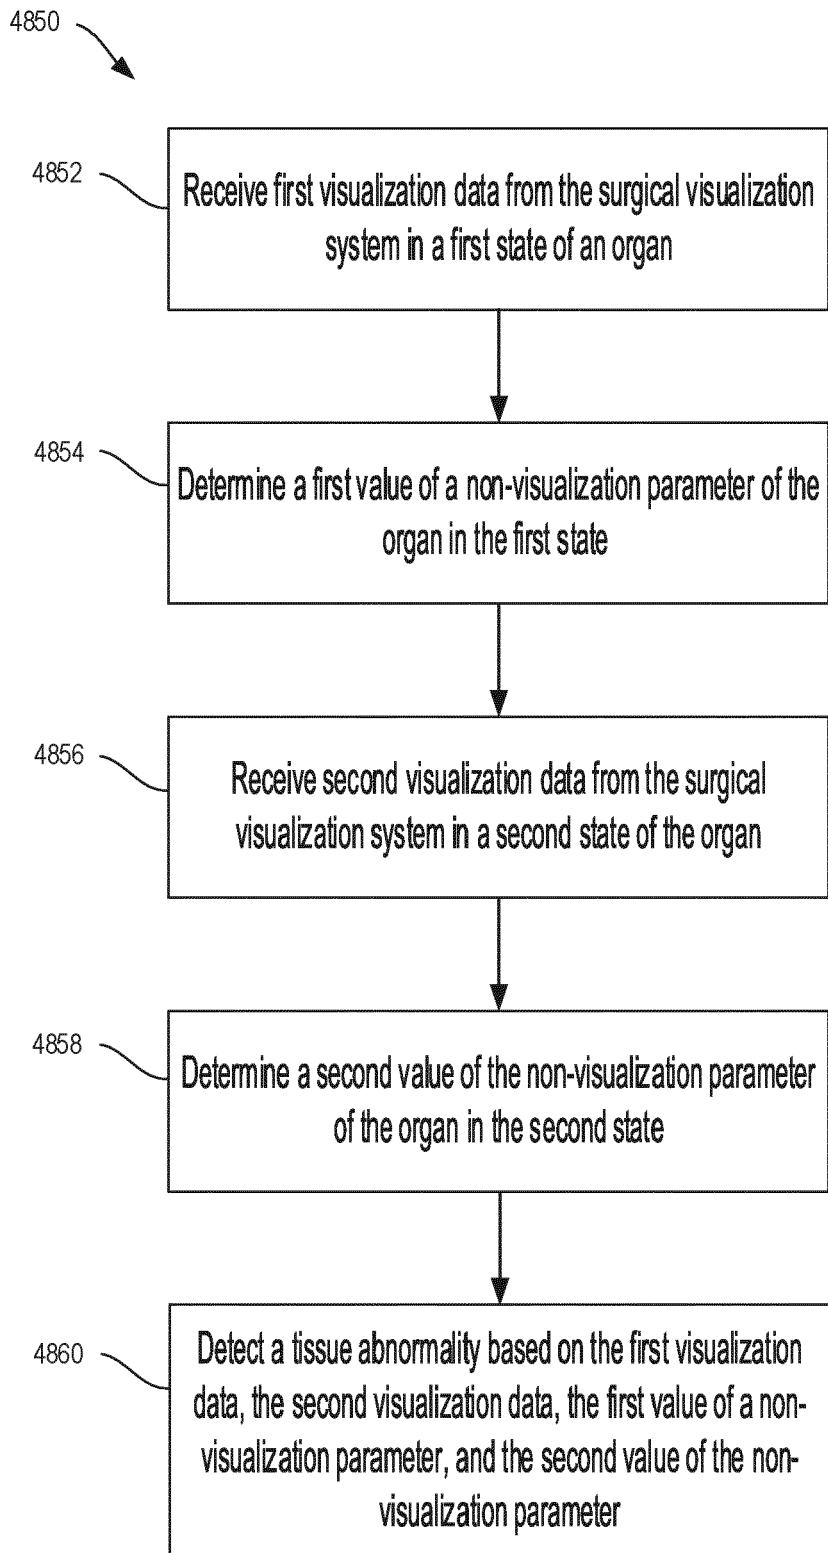 4850
4852
Receive first visualization data from the surgical visualization
system in a first state of an organ
4854
Determine a first value of a non-visualization parameter of the
organ in the first state
4856
Receive second visualization data from the surgical
visualization system in a second state of the organ
4858
Determine a second value of the non-visualization parameter
of the organ in the second state
4860
Detect a tissue abnormality based on the first visualization
data, the second visualization data, the first value of a non-
visualization parameter, and the second value of the non-
visualization parameter